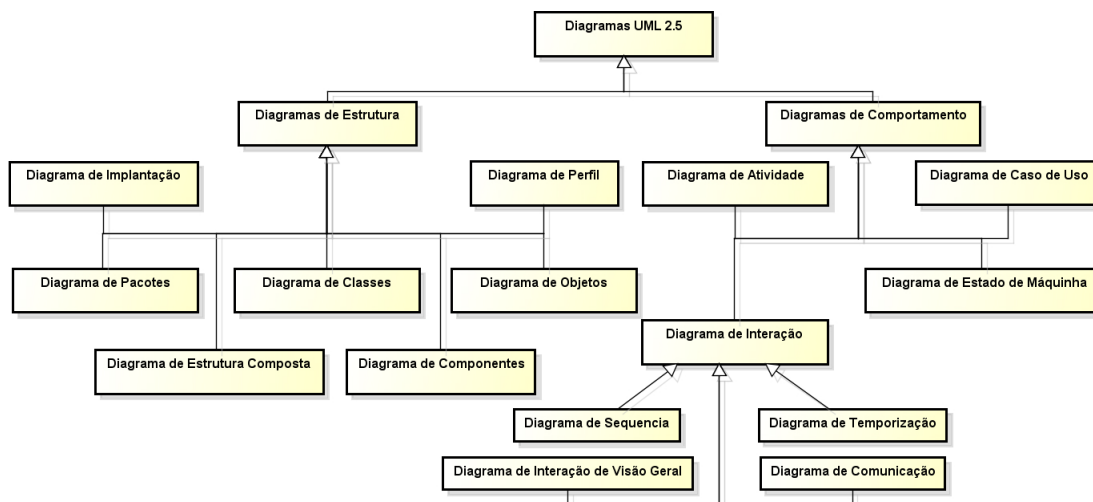 Diagramas UML 2.5
Diagramas de Estrutura
Diagramas de Comportamento
Diagrama de Implantação
Diagrama de Perfil
Diagrama de Atividade
Diagrama de Caso de Uso
Diagrama de Pacotes
Diagrama de Classes
Diagrama de Objetos
Diagrama de Estado de Máquinha
Diagrama de Interação
Diagrama de Estrutura Composta
Diagrama de Componentes
Diagrama de Sequencia
Diagrama de Temporização
Diagrama de Interação de Visão Geral
Diagrama de Comunicação